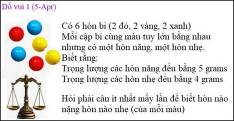 Đố vui 1 (5-Apr)
Có 6 hòn bi (2 đỏ, 2 vàng, 2 xanh)
Mỗi cặp bi cùng màu tuy lớn bằng nhau
nhưng có một hòn nặng, một hòn nhẹ.
Biết rằng:
Trọng lượng các hòn nặng đều bằng 5 grams
Trọng lượng các hòn nhẹ đều bằng 4 grams
Hỏi phải cân ít nhất mấy lần để biết hòn nào
nặng hòn nào nhẹ (của mỗi màu)